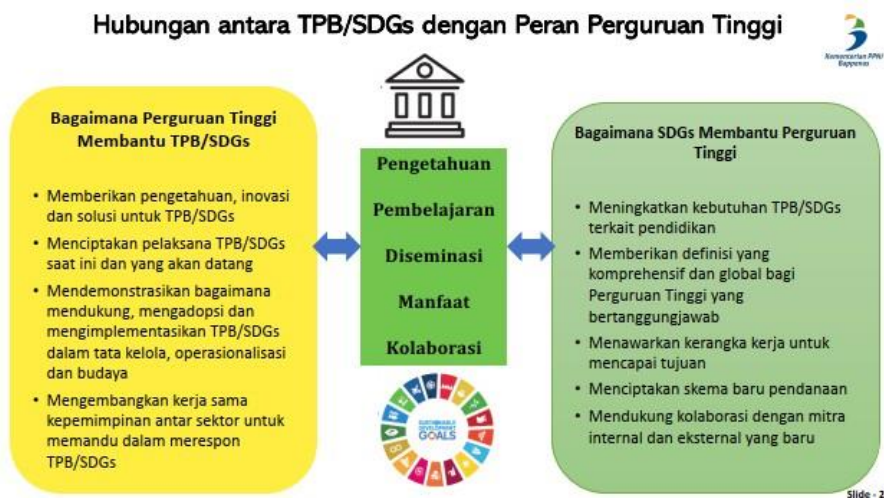 Hubungan antara TPB/SDGs dengan Peran Perguruan Tinggi
Kementerian PPN/
Bappenas
Bagaimana Perguruan Tinggi
Membantu TPB/SDGs
• Memberikan pengetahuan, inovasi
dan solusi untuk TPB/SDGs
• Menciptakan pelaksana TPB/SDGs
saat ini dan yang akan datang
• Mendemonstrasikan bagaimana
mendukung, mengadopsi dan
mengimplementasikan TPB/SDGs
dalam tata kelola, operasionalisasi
dan budaya
• Mengembangkan kerja sama
kepemimpinan antar sektor untuk
memandu dalam merespon
TPB/SDGs
Pengetahuan
Pembelajaran
Diseminasi
Manfaat
Kolaborasi
SUSTAINABLE
DEVELOPMENT
GOALS
Bagaimana SDGs Membantu Perguruan
Tinggi
• Meningkatkan kebutuhan TPB/SDGs
terkait pendidikan
• Memberikan definisi yang
komprehensif dan global bagi
Perguruan Tinggi yang
bertanggungjawab
• Menawarkan kerangka kerja untuk
mencapai tujuan
• Menciptakan skema baru pendanaan
• Mendukung kolaborasi dengan mitra
internal dan eksternal yang baru
Slide - 2